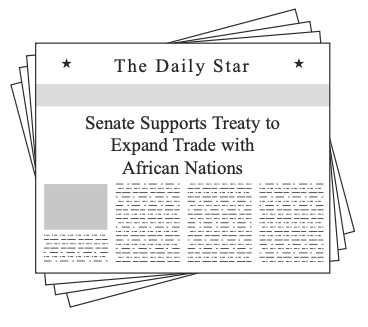 ★ The Daily Star ★
Senate Supports Treaty to
Expand Trade with
African Nations